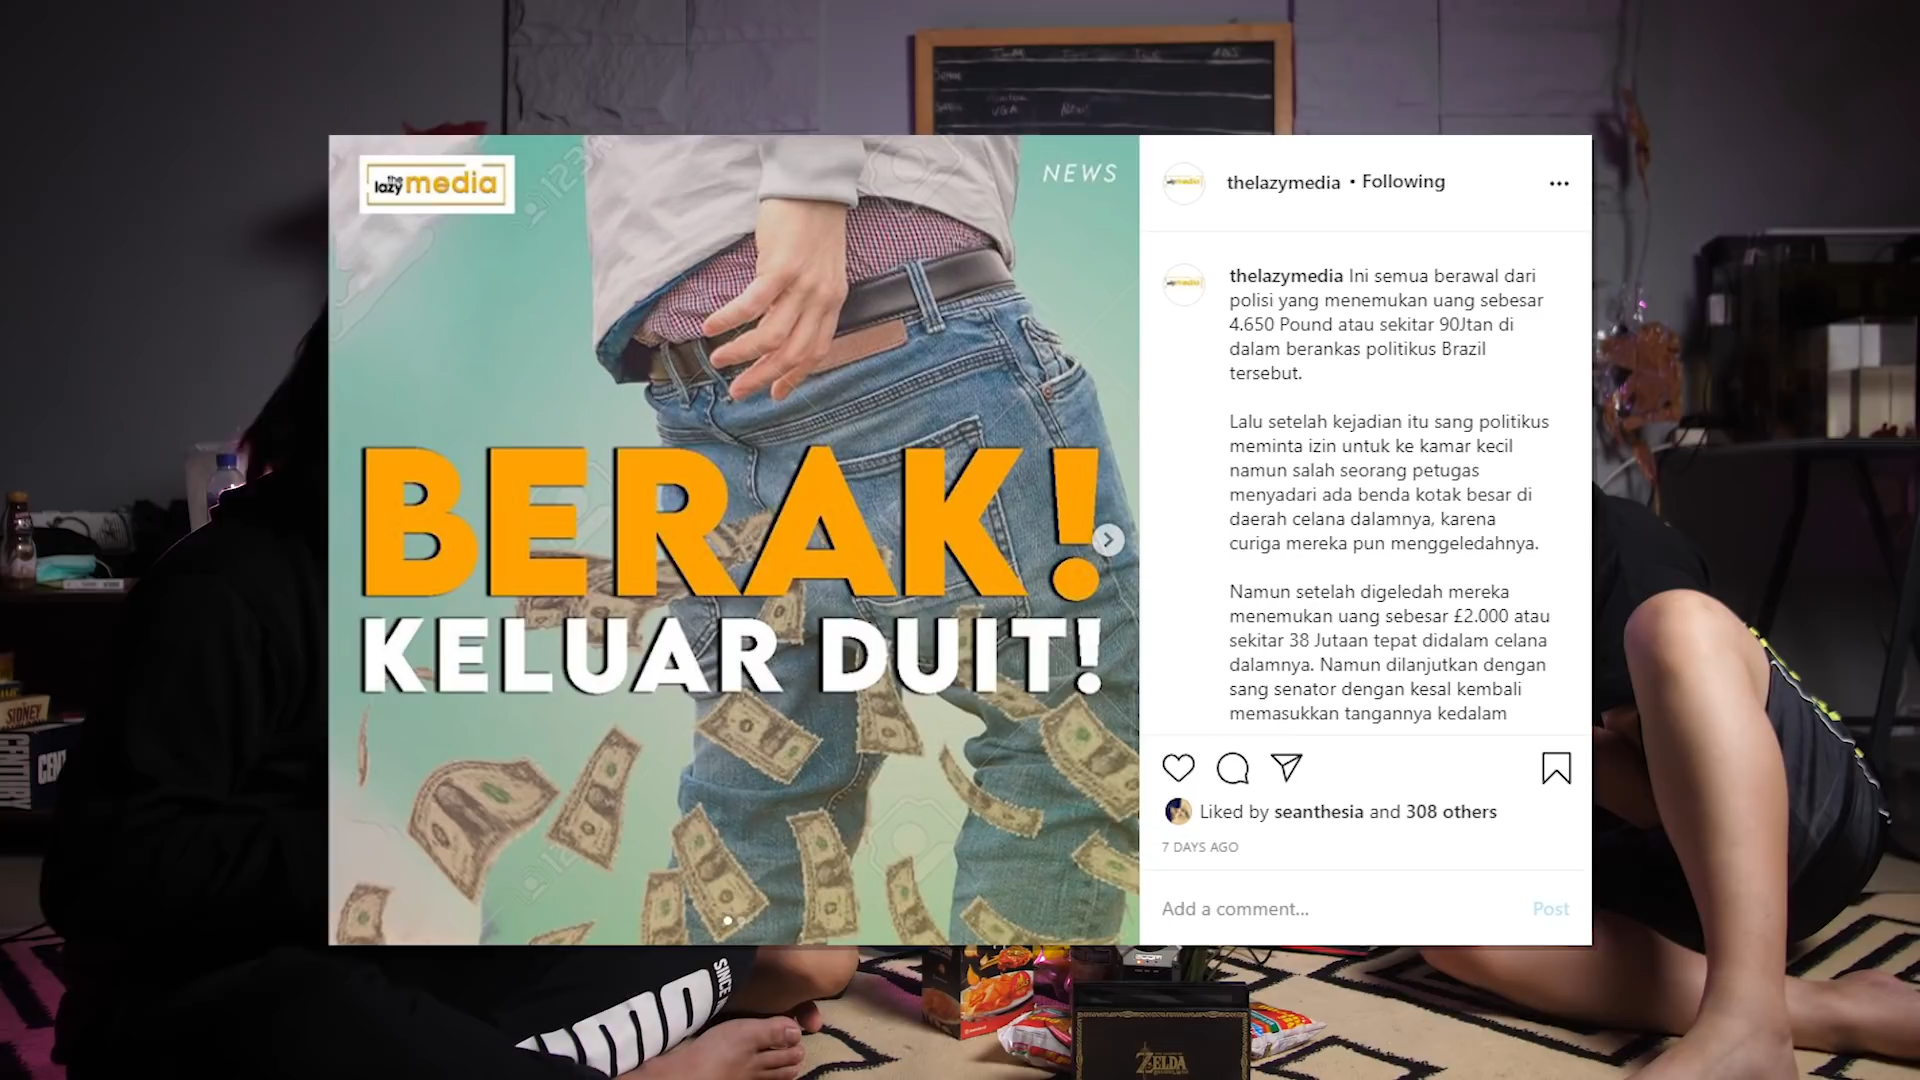 the
lazy media
NEWS
BERAK!
KELUAR DUIT!
thelazymedia • Following
thelazymedia Ini semua berawal dari
polisi yang menemukan uang sebesar
4.650 Pound atau sekitar 90Jtan di
dalam berankas politikus Brazil
tersebut.
Lalu setelah kejadian itu sang politikus
meminta izin untuk ke kamar kecil
namun salah seorang petugas
menyadari ada benda kotak besar di
daerah celana dalamnya, karena
curiga mereka pun menggeledahnya.
Namun setelah digeledah mereka
menemukan uang sebesar £2.000 atau
sekitar 38 Jutaan tepat didalam celana
dalamnya. Namun dilanjutkan dengan
sang senator dengan kesal kembali
memasukkan tangannya kedalam
Liked by seanthesia and 308 others
7 DAYS AGO
Add a comment...
Post
SIDNEY
CENTURY
SINCE
ZOOM
ZELDA